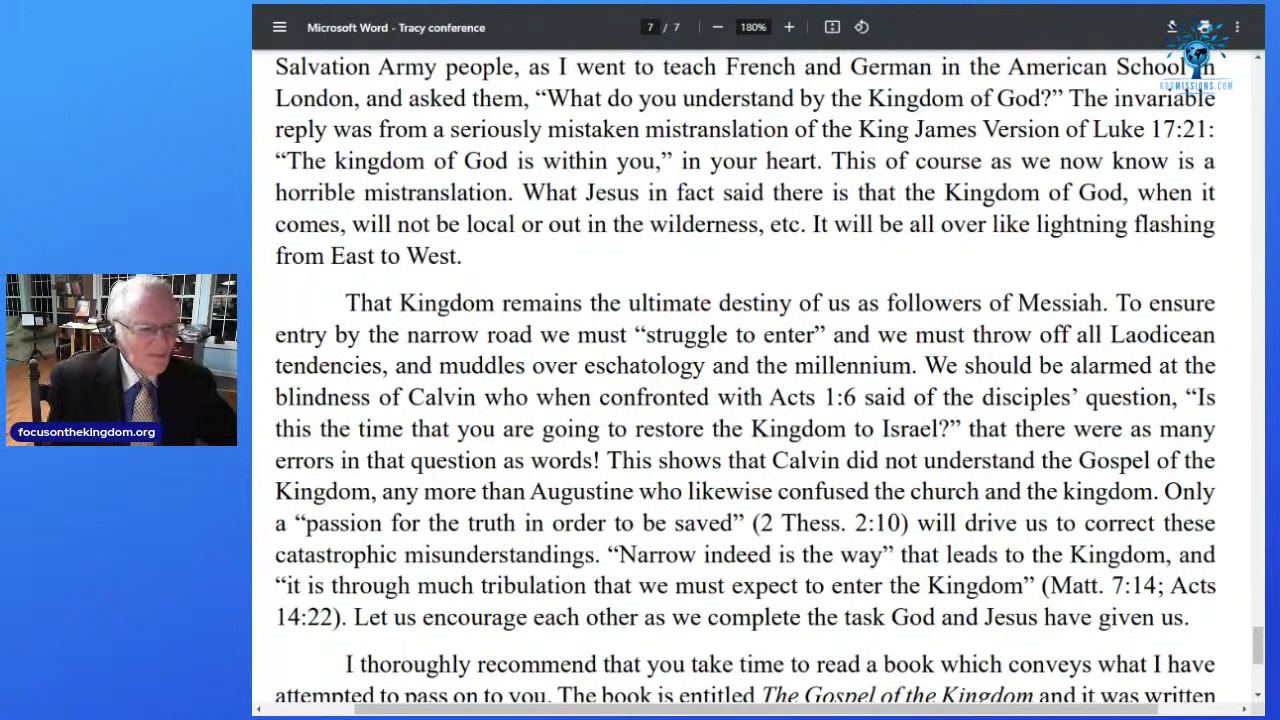 Microsoft Word - Tracy conference
7 / 7
180%
KOGMISSIONS.COM
Salvation Army people, as I went to teach French and German in the American School in
London, and asked them, “What do you understand by the Kingdom of God?” The invariable
reply was from a seriously mistaken mistranslation of the King James Version of Luke 17:21:
“The kingdom of God is within you,” in your heart. This of course as we now know is a
horrible mistranslation. What Jesus in fact said there is that the Kingdom of God, when it
comes, will not be local or out in the wilderness, etc. It will be all over like lightning flashing
from East to West.
That Kingdom remains the ultimate destiny of us as followers of Messiah. To ensure
entry by the narrow road we must “struggle to enter” and we must throw off all Laodicean
tendencies, and muddles over eschatology and the millennium. We should be alarmed at the
blindness of Calvin who when confronted with Acts 1:6 said of the disciples’ question, “Is
this the time that you are going to restore the Kingdom to Israel?” that there were as many
errors in that question as words! This shows that Calvin did not understand the Gospel of the
Kingdom, any more than Augustine who likewise confused the church and the kingdom. Only
a “passion for the truth in order to be saved” (2 Thess. 2:10) will drive us to correct these
catastrophic misunderstandings. “Narrow indeed is the way” that leads to the Kingdom, and
“it is through much tribulation that we must expect to enter the Kingdom” (Matt. 7:14; Acts
14:22). Let us encourage each other as we complete the task God and Jesus have given us.
I thoroughly recommend that you take time to read a book which conveys what I have
attempted to pass on to you. The book is entitled The Gospel of the Kingdom and it was written
focusonthekingdom.org